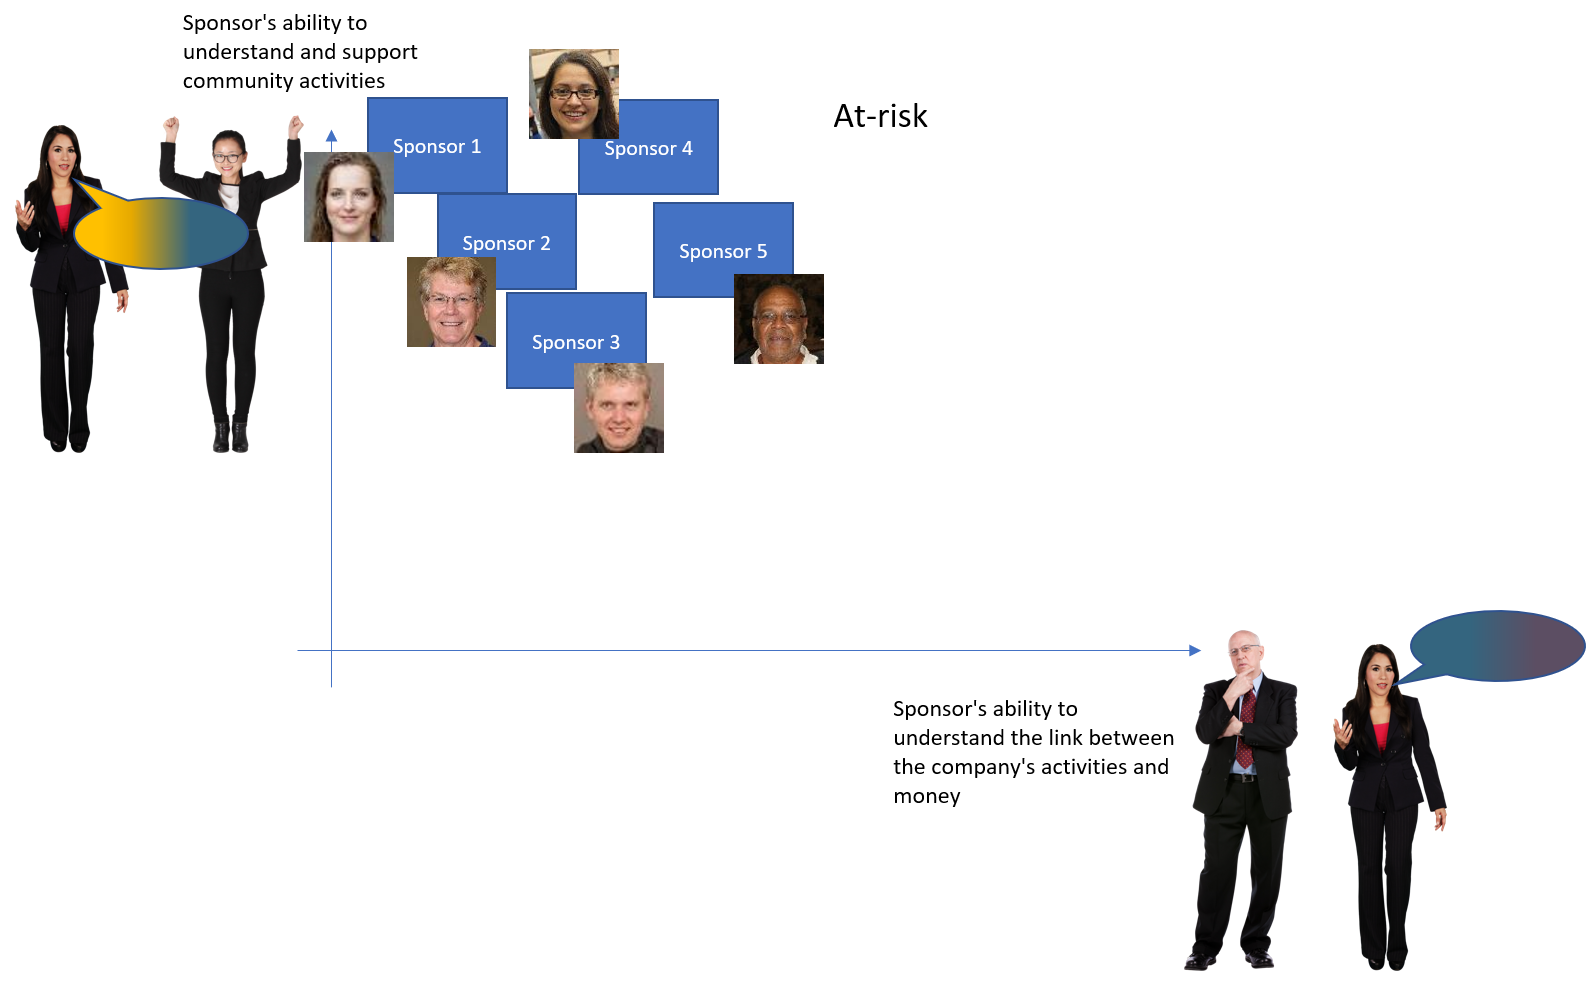 Sponsor's ability to
understand and support
community activities
At-risk
Sponsor 1
Sponsor 4
Sponsor 2
Sponsor 5
Sponsor 3
Sponsor's ability to
understand the link between
the company's activities and
money